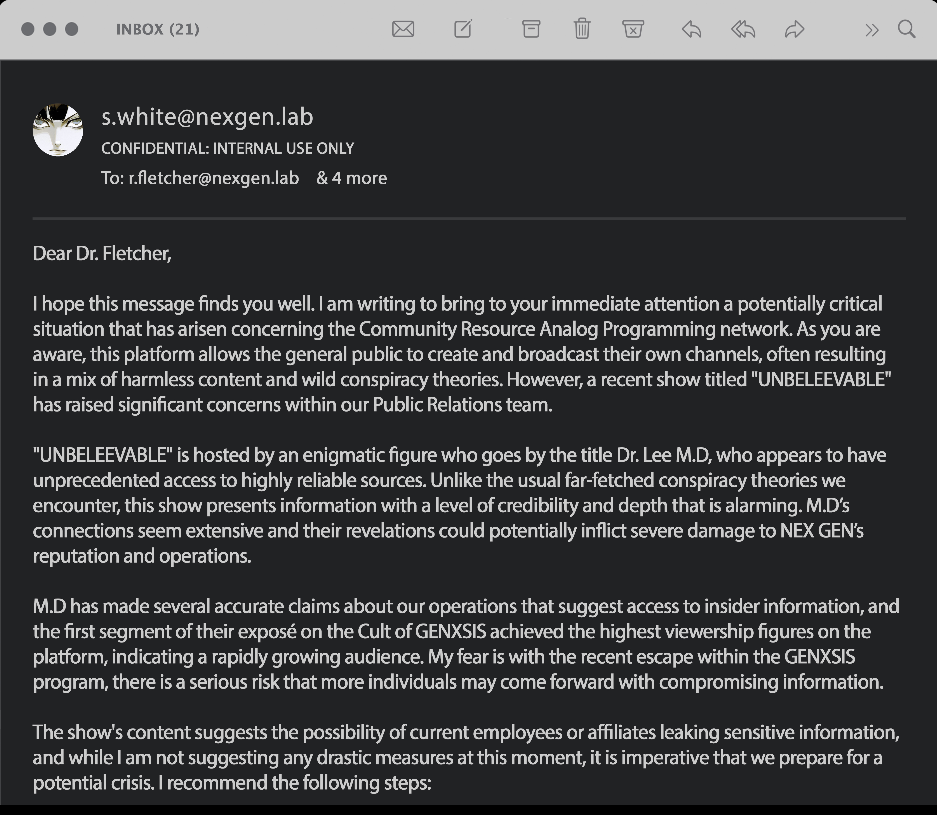 INBOX (21)
s.white@nexgen.lab
CONFIDENTIAL: INTERNAL USE ONLY
To: r.fletcher@nexgen.lab & 4 more
Dear Dr. Fletcher,
I hope this message finds you well. I am writing to bring to your immediate attention a potentially critical
situation that has arisen concerning the Community Resource Analog Programming network. As you are
aware, this platform allows the general public to create and broadcast their own channels, often resulting
in a mix of harmless content and wild conspiracy theories. However, a recent show titled "UNBELEEVABLE"
has raised significant concerns within our Public Relations team.
"UNBELEEVABLE" is hosted by an enigmatic figure who goes by the title Dr. Lee M.D, who appears to have
unprecedented access to highly reliable sources. Unlike the usual far-fetched conspiracy theories we
encounter, this show presents information with a level of credibility and depth that is alarming. M.D’s
connections seem extensive and their revelations could potentially inflict severe damage to NEX GEN’s
reputation and operations.
M.D has made several accurate claims about our operations that suggest access to insider information, and
the first segment of their exposé on the Cult of GENXSIS achieved the highest viewership figures on the
platform, indicating a rapidly growing audience. My fear is with the recent escape within the GENXSIS
program, there is a serious risk that more individuals may come forward with compromising information.
The show's content suggests the possibility of current employees or affiliates leaking sensitive information,
and while I am not suggesting any drastic measures at this moment, it is imperative that we prepare for a
potential crisis. I recommend the following steps: